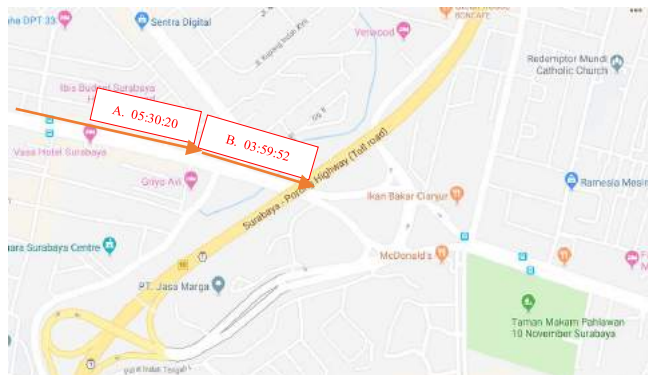 DPT 33
Sentra Digital
BONCAFE
Verwood
Redemptor Mundi
Catholic Church
Ibis Budget Surabaya
A. 05:30:20
B. 03:59:52
Vasa Hotel Surabaya
Griya Avi
Highway (Toll road)
Surabaya - Porong
Ikan Bakar Cianjur
Ramesia Mesin
Surabaya Centre
McDonald's
PT. Jasa Marga
Taman Makam Pahlawan
10 November Surabaya